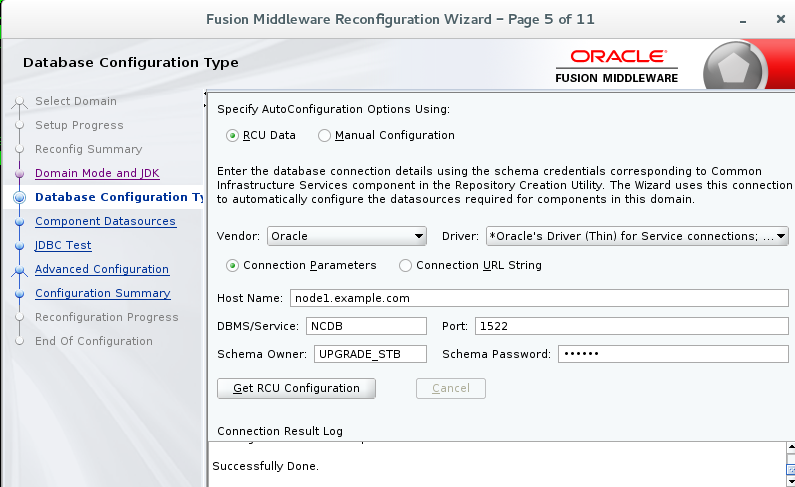 Fusion Middleware Reconfiguration Wizard – Page 5 of 11
Database Configuration Type
ORACLE
FUSION MIDDLEWARE
Select Domain
Setup Progress
Reconfig Summary
Domain Mode and JDK
Database Configuration Ty
Component Datasources
JDBC Test
Advanced Configuration
Configuration Summary
Reconfiguration Progress
End Of Configuration
Specify AutoConfiguration Options Using:
RCU Data Manual Configuration
Enter the database connection details using the schema credentials corresponding to Common
Infrastructure Services component in the Repository Creation Utility. The Wizard uses this connection
to automatically configure the datasources required for components in this domain.
Vendor: Oracle Driver: *Oracle's Driver (Thin) for Service connections; ...
Connection Parameters Connection URL String
Host Name: node1.example.com
DBMS/Service: NCDB Port: 1522
Schema Owner: UPGRADE_STB Schema Password: ••••••
Get RCU Configuration Cancel
Connection Result Log
Successfully Done.